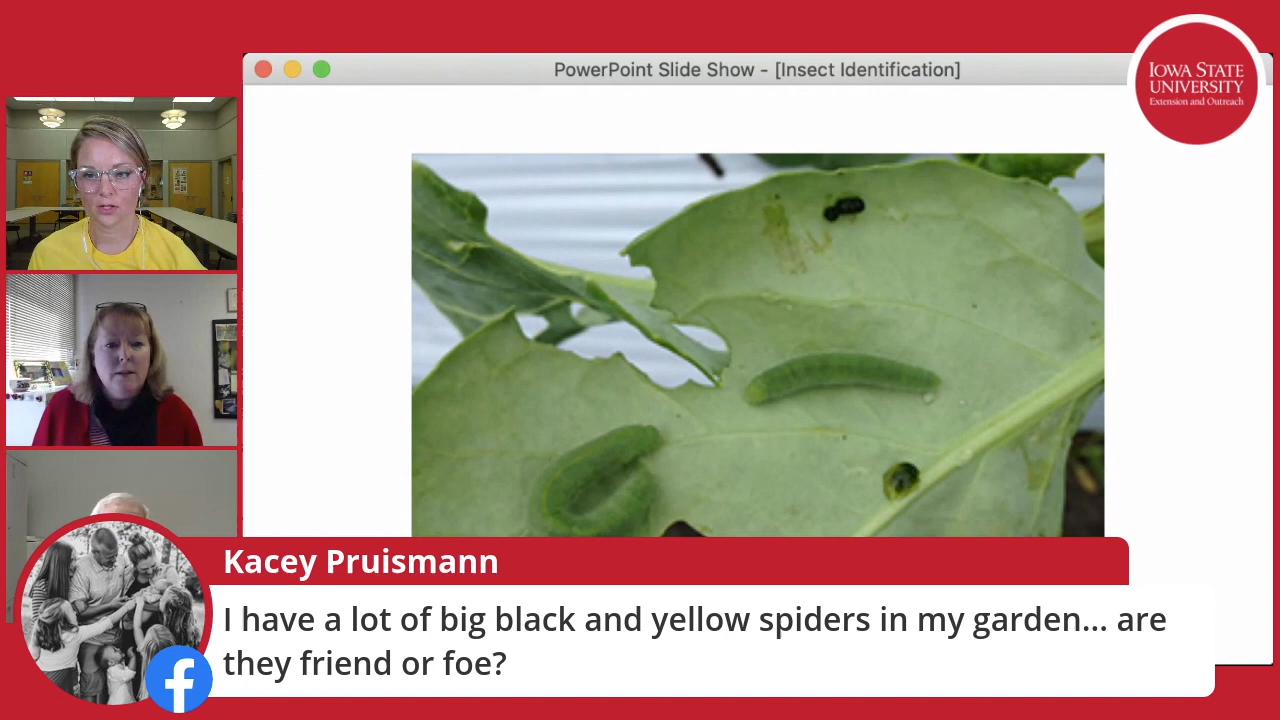 PowerPoint Slide Show - [Insect Identification]
IOWA STATE
UNIVERSITY
Extension and Outreach
Kacey Pruismann
I have a lot of big black and yellow spiders in my garden... are
they friend or foe?